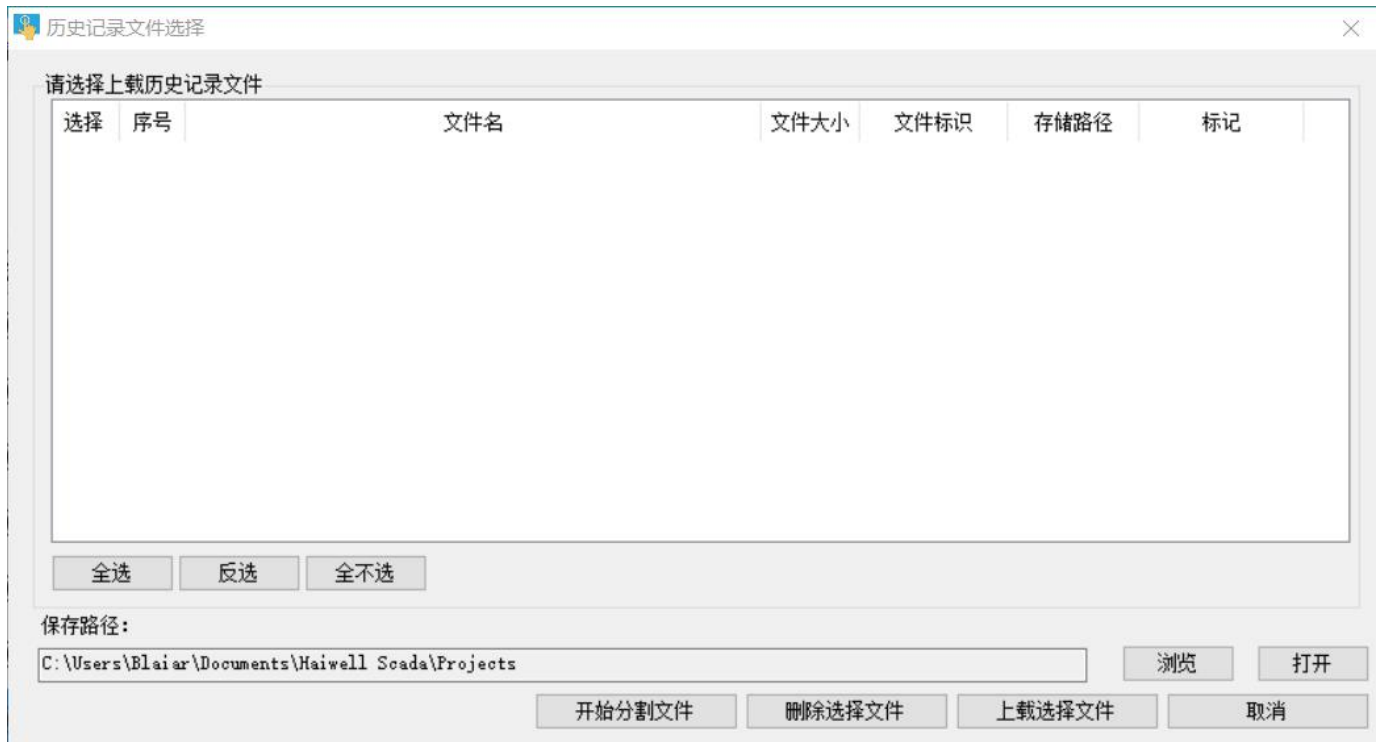 历史记录文件选择
请选择上载历史记录文件
选择 序号 文件名 文件大小 文件标识 存储路径 标记
全选 反选 全不选
保存路径：
C:\Users\Blaiar\Documents\Haiwell Scada\Projects 浏览 打开
开始分割文件 删除选择文件 上载选择文件 取消